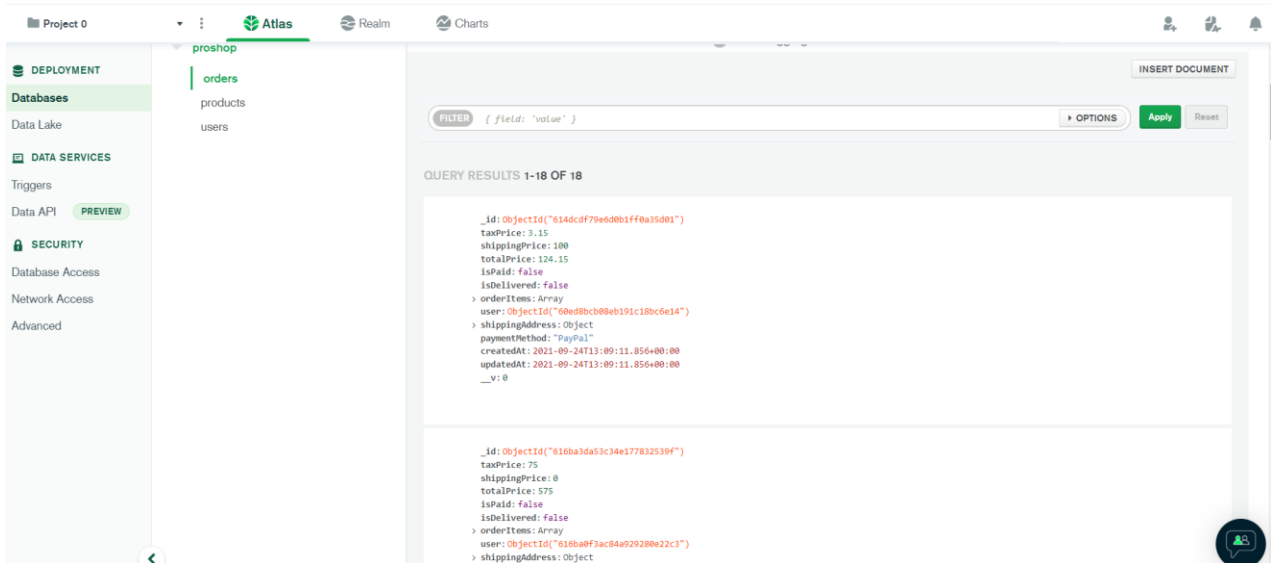 Project 0
Atlas
Realm
Charts
DEPLOYMENT
Databases
Data Lake
DATA SERVICES
Triggers
Data API PREVIEW
SECURITY
Database Access
Network Access
Advanced
proshop
orders
products
users
INSERT DOCUMENT
FILTER { field: 'value' } OPTIONS Apply Reset
QUERY RESULTS 1-18 OF 18
_id: ObjectId("614dcdf79e6d0b1ff0a35d01")
taxPrice: 3.15
shippingPrice: 100
totalPrice: 124.15
isPaid: false
isDelivered: false
orderItems: Array
user: ObjectId("60ed8bcb08eb191c18bc6e14")
shippingAddress: Object
paymentMethod: "PayPal"
createdAt: 2021-09-24T13:09:11.856+00:00
updatedAt: 2021-09-24T13:09:11.856+00:00
__v: 0
_id: ObjectId("616ba3da53c34e177832539f")
taxPrice: 75
shippingPrice: 0
totalPrice: 575
isPaid: false
isDelivered: false
orderItems: Array
user: ObjectId("616ba0f3ac84a929280e22c3")
shippingAddress: Object